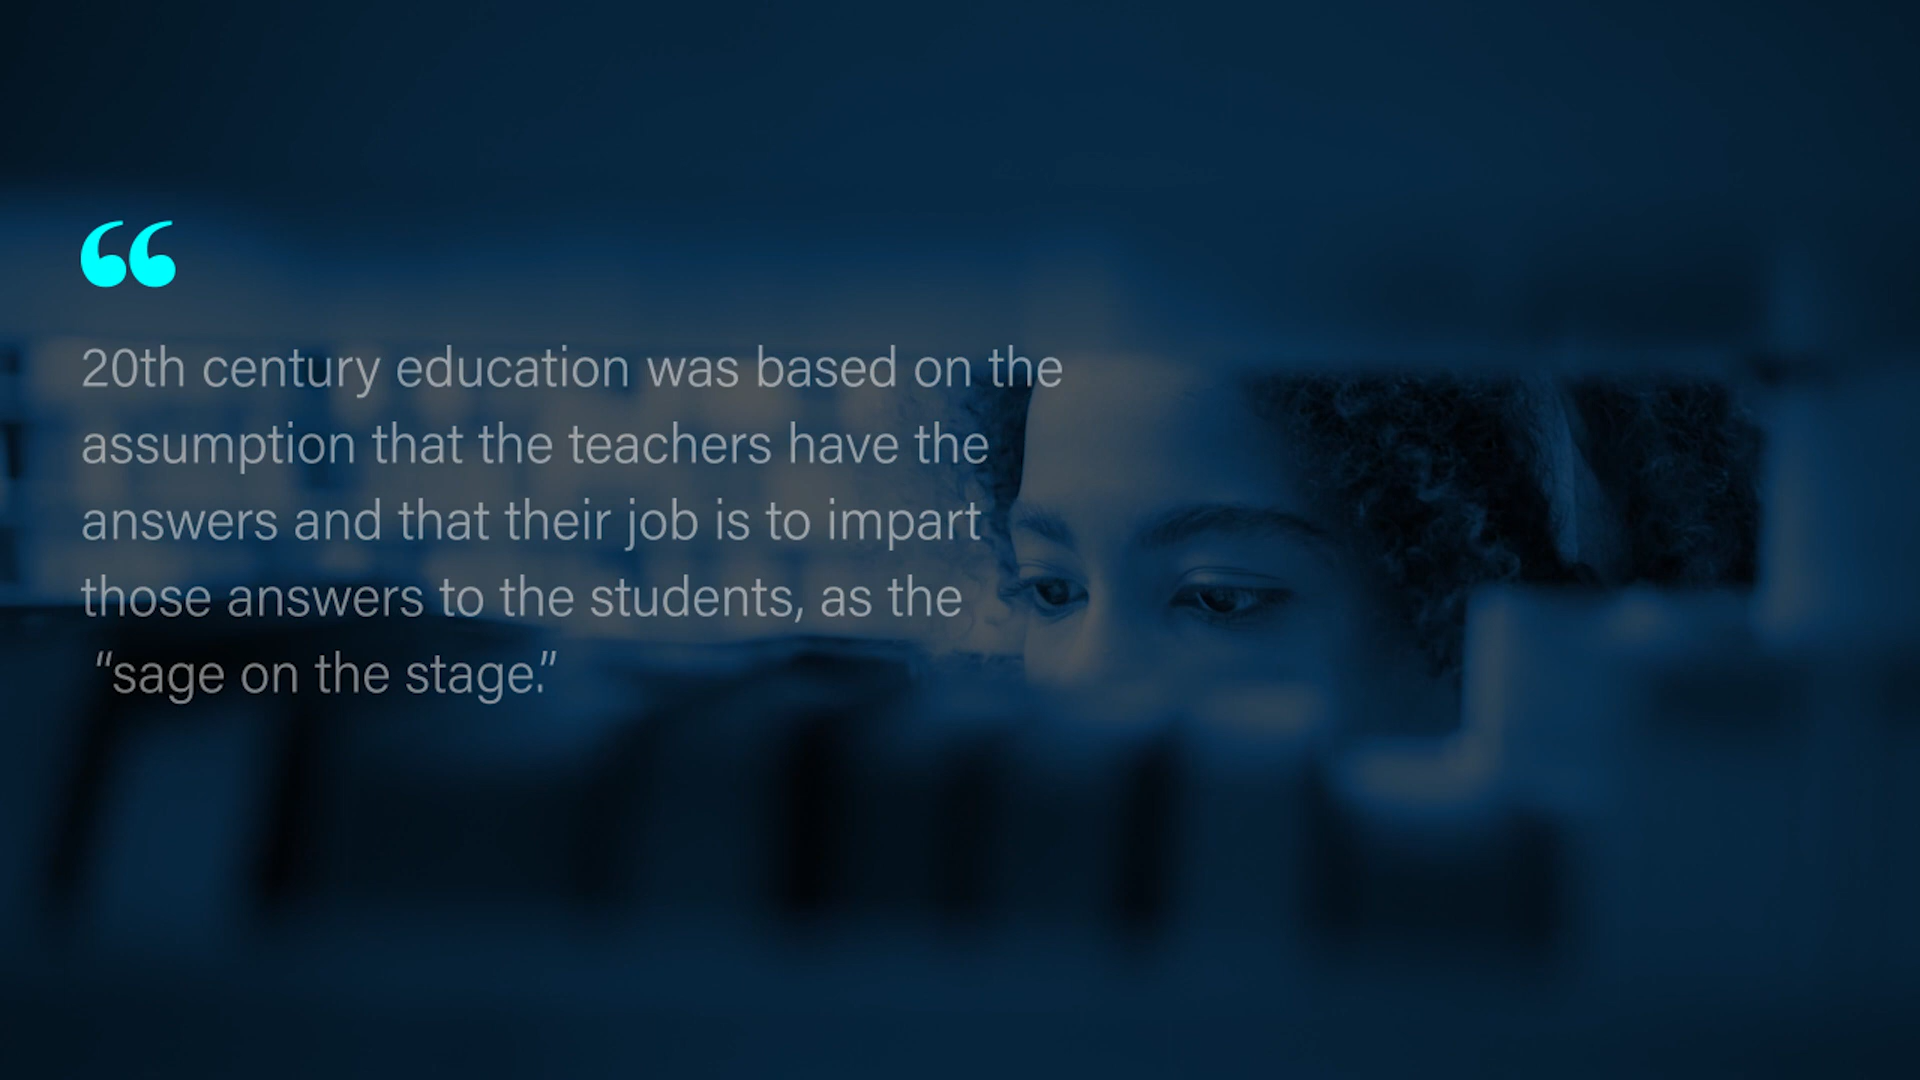 “
20th century education was based on the
assumption that the teachers have the
answers and that their job is to impart
those answers to the students, as the
“sage on the stage.”